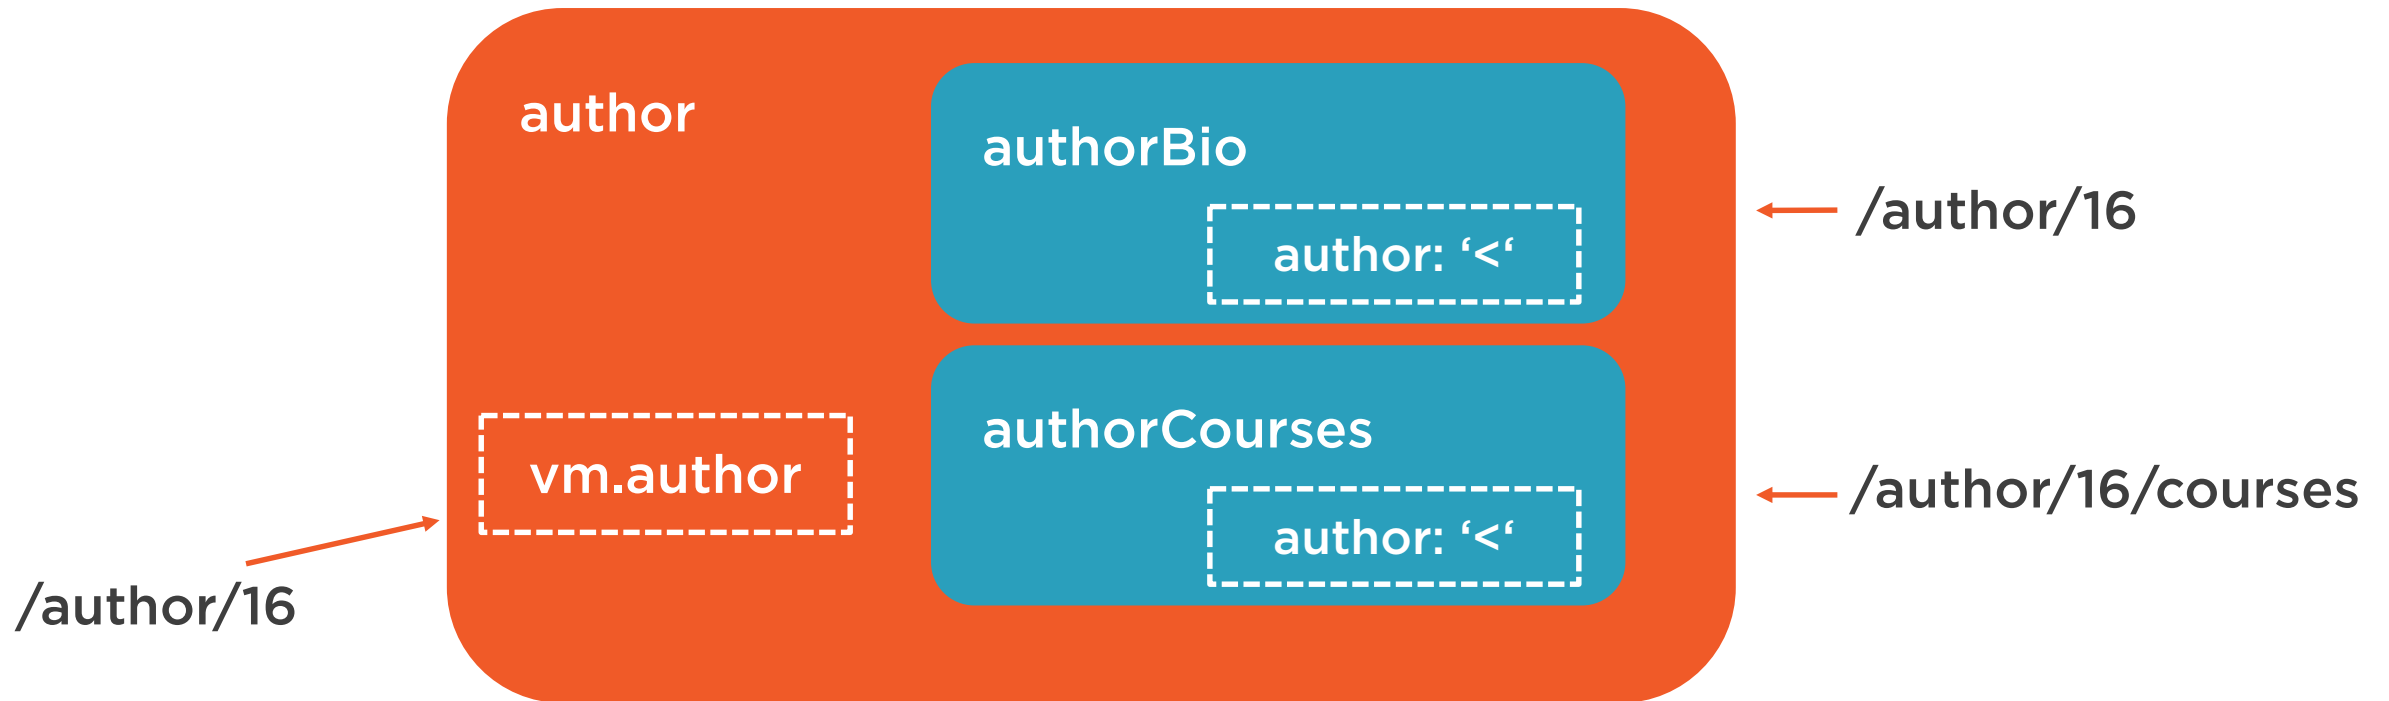 author
authorBio
author: ‘<‘
/author/16
vm.author
authorCourses
author: ‘<‘
/author/16/courses
/author/16